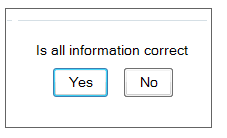 Is all information correct
Yes No